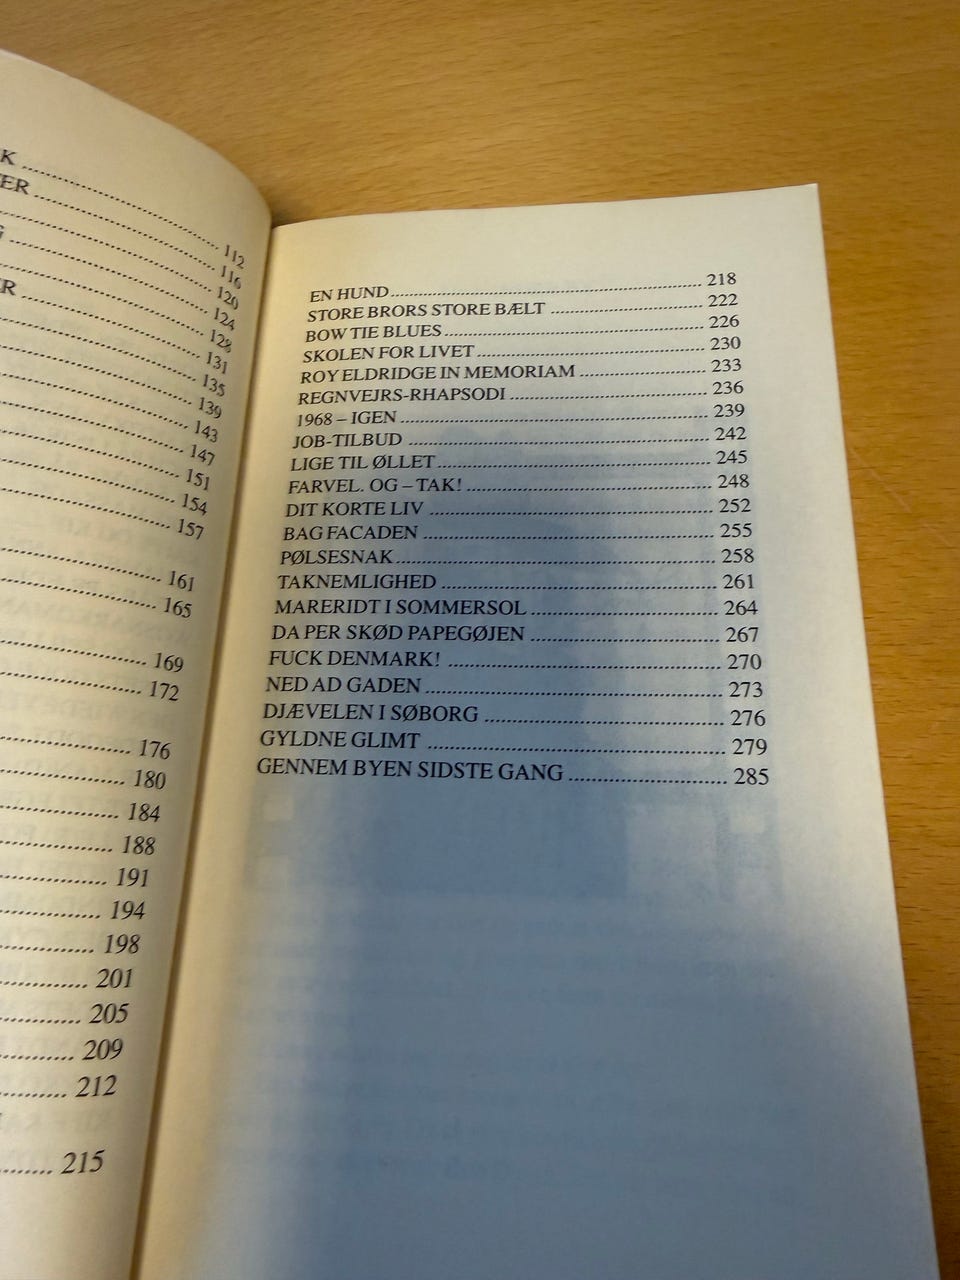 K ........ 112
ER ........ 116
........ 120
G ........ 124
........ 128
ER ........ 131
........ 135
........ 139
........ 143
........ 147
........ 151
........ 154
........ 157
........ 161
........ 165
........ 169
........ 172
........ 176
........ 180
........ 184
........ 188
........ 191
........ 194
........ 198
........ 201
........ 205
........ 209
........ 212
........ 215
EN HUND ........ 218
STORE BRORS STORE BÆLT ........ 222
BOW TIE BLUES ........ 226
SKOLEN FOR LIVET ........ 230
ROY ELDRIDGE IN MEMORIAM ........ 233
REGNVEJRS-RHAPSODI ........ 236
1968 – IGEN ........ 239
JOB-TILBUD ........ 242
LIGE TIL ØLLET ........ 245
FARVEL. OG – TAK! ........ 248
DIT KORTE LIV ........ 252
BAG FACADEN ........ 255
PØLSESNAK ........ 258
TAKNEMLIGHED ........ 261
MARERIDT I SOMMERSOL ........ 264
DA PER SKØD PAPEGØJEN ........ 267
FUCK DENMARK! ........ 270
NED AD GADEN ........ 273
DJÆVELEN I SØBORG ........ 276
GYLDNE GLIMT ........ 279
GENNEM BYEN SIDSTE GANG ........ 285